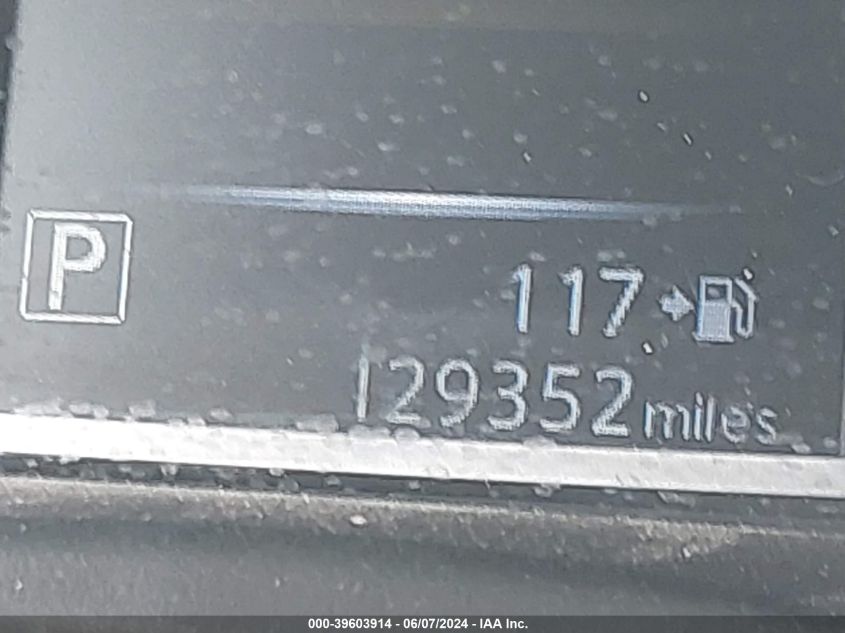 P
117
129352 miles
000-39603914 - 06/07/2024 - IAA Inc.